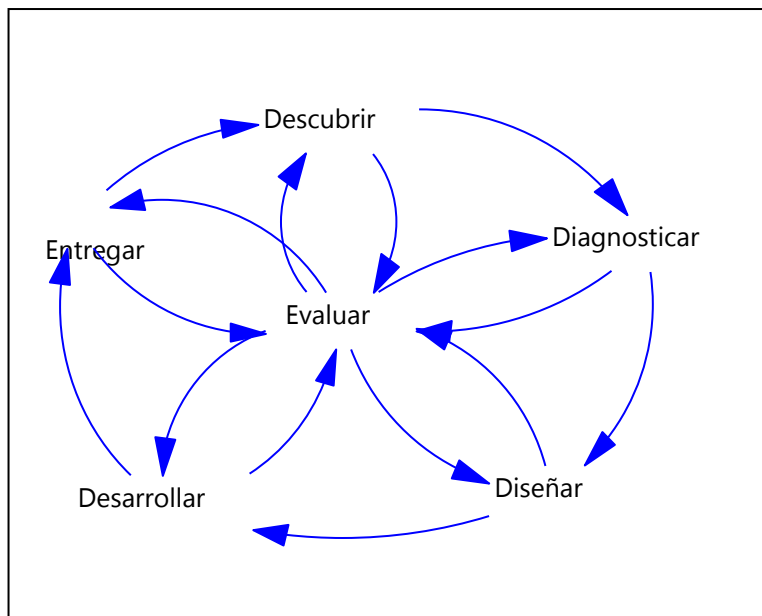 Descubrir
Diagnosticar
Entregar
Evaluar
Diseñar
Desarrollar